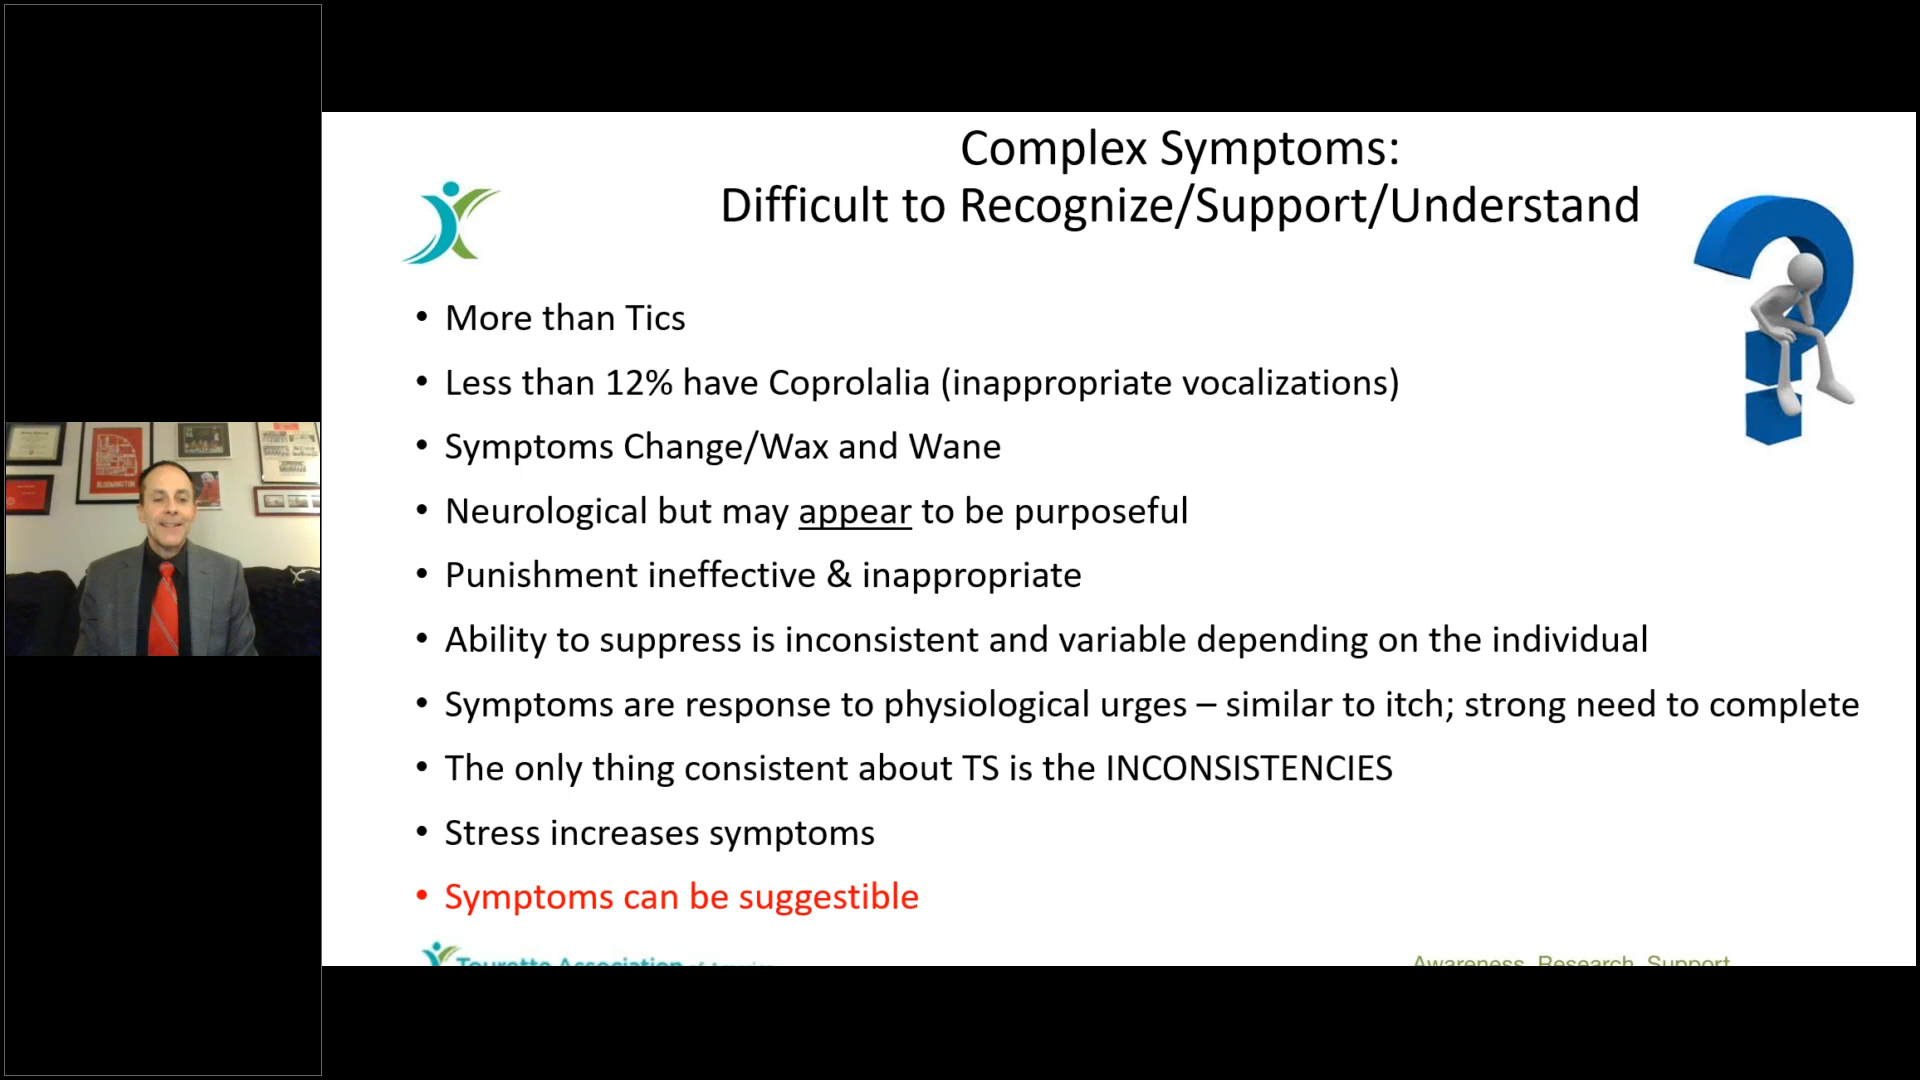 Complex Symptoms:
Difficult to Recognize/Support/Understand
• More than Tics
• Less than 12% have Coprolalia (inappropriate vocalizations)
• Symptoms Change/Wax and Wane
• Neurological but may appear to be purposeful
• Punishment ineffective & inappropriate
• Ability to suppress is inconsistent and variable depending on the individual
• Symptoms are response to physiological urges – similar to itch; strong need to complete
• The only thing consistent about TS is the INCONSISTENCIES
• Stress increases symptoms
• Symptoms can be suggestible
Tourette Association of America
Awareness. Research. Support.
BLOOMINGTON